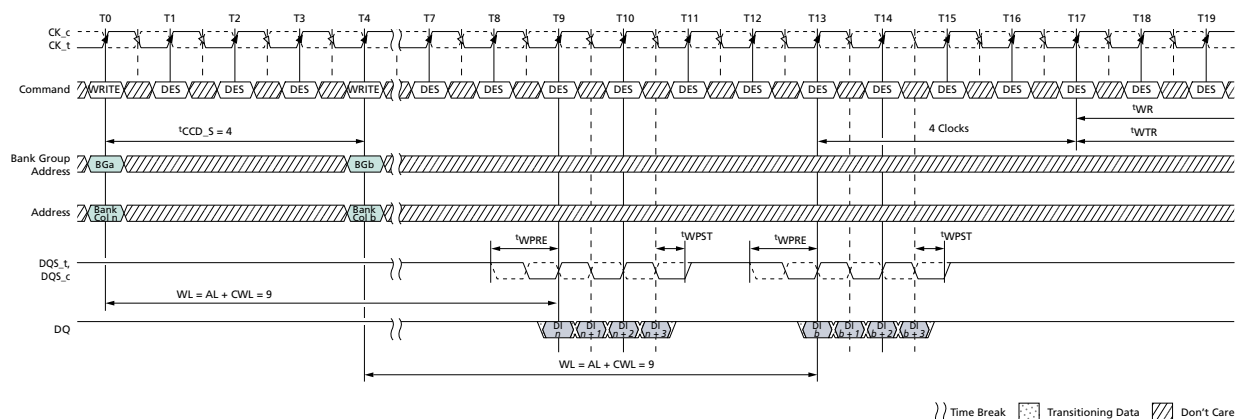 T0 T1 T2 T3 T4 T7 T8 T9 T10 T11 T12 T13 T14 T15 T16 T17 T18 T19
CK_c
CK_t
Command WRITE DES DES DES WRITE DES DES DES DES DES DES DES DES DES DES DES DES DES
tWR
tCCD_S = 4 4 Clocks tWTR
Bank Group
Address BGa BGb
Address Bank
Col n Bank
Col b
tWPRE tWPST tWPRE tWPST
DQS_t,
DQS_c
WL = AL + CWL = 9
DQ DI
n DI
n + 1 DI
n + 2 DI
n + 3 DI
b DI
b + 1 DI
b + 2 DI
b + 3
WL = AL + CWL = 9
Time Break Transitioning Data Don't Care